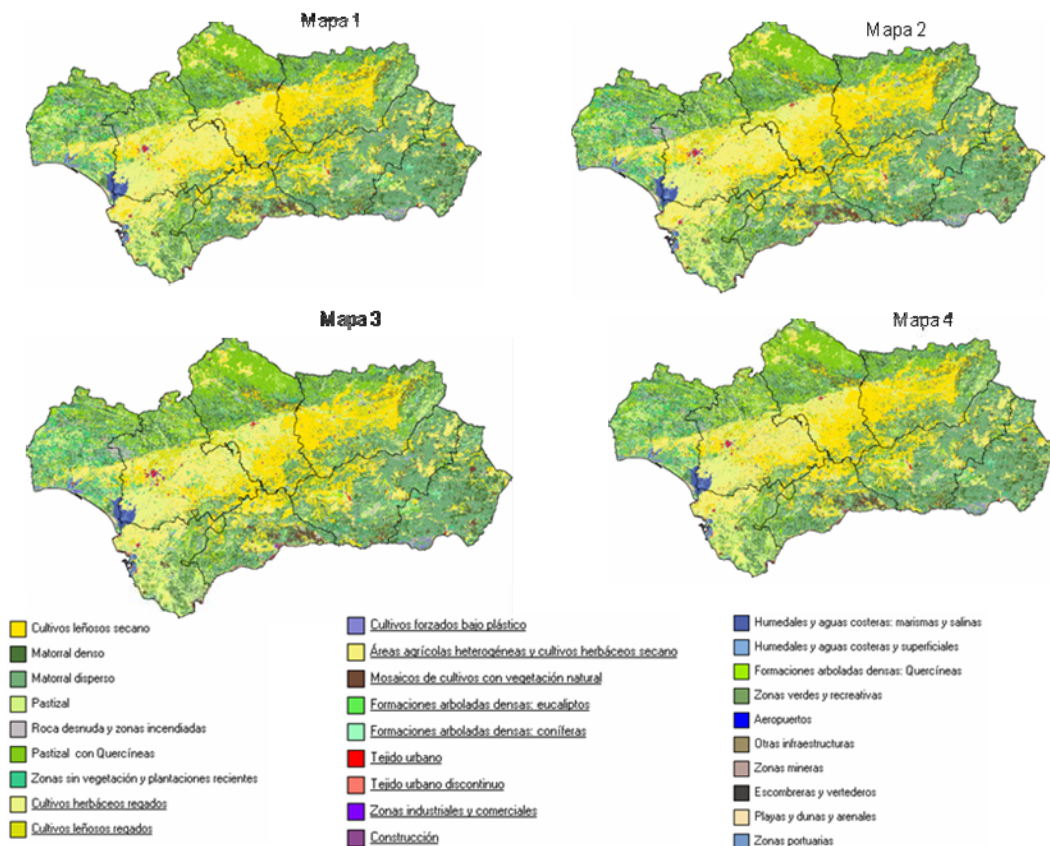 Mapa 1
Mapa 2
Mapa 3
Mapa 4
Cultivos leñosos secano
Matorral denso
Matorral disperso
Pastizal
Roca desnuda y zonas incendiadas
Pastizal con Quercíneas
Zonas sin vegetación y plantaciones recientes
Cultivos herbáceos regados
Cultivos leñosos regados
Cultivos forzados bajo plástico
Áreas agrícolas heterogéneas y cultivos herbáceos secano
Mosaicos de cultivos con vegetación natural
Formaciones arboladas densas: eucaliptos
Formaciones arboladas densas: coníferas
Tejido urbano
Tejido urbano discontinuo
Zonas industriales y comerciales
Construcción
Humedales y aguas costeras: marismas y salinas
Humedales y aguas costeras y superficiales
Formaciones arboladas densas: Quercíneas
Zonas verdes y recreativas
Aeropuertos
Otras infraestructuras
Zonas mineras
Escombreras y vertederos
Playas y dunas y arenales
Zonas portuarias